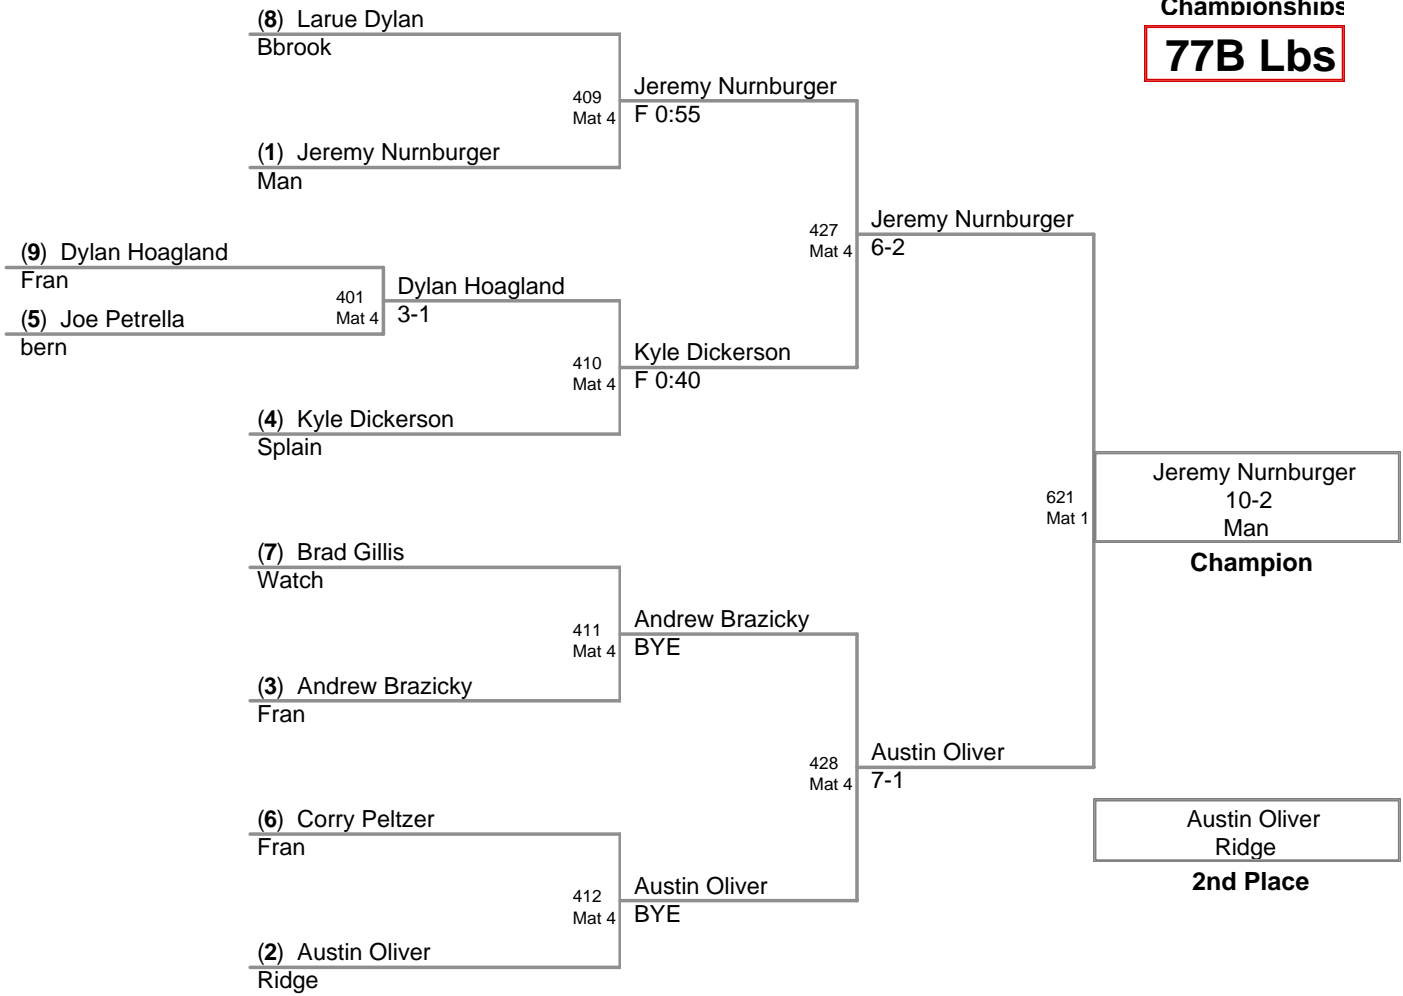 Championships
77B Lbs
(8) Larue Dylan
Bbrook
409
Mat 4
Jeremy Nurnburger
F 0:55
(1) Jeremy Nurnburger
Man
427
Mat 4
Jeremy Nurnburger
6-2
(9) Dylan Hoagland
Fran
401
Mat 4
Dylan Hoagland
3-1
(5) Joe Petrella
bern
410
Mat 4
Kyle Dickerson
F 0:40
(4) Kyle Dickerson
Splain
621
Mat 1
Jeremy Nurnburger
10-2
Man
Champion
(7) Brad Gillis
Watch
411
Mat 4
Andrew Brazicky
BYE
(3) Andrew Brazicky
Fran
428
Mat 4
Austin Oliver
7-1
(6) Corry Peltzer
Fran
412
Mat 4
Austin Oliver
BYE
(2) Austin Oliver
Ridge
Austin Oliver
Ridge
2nd Place